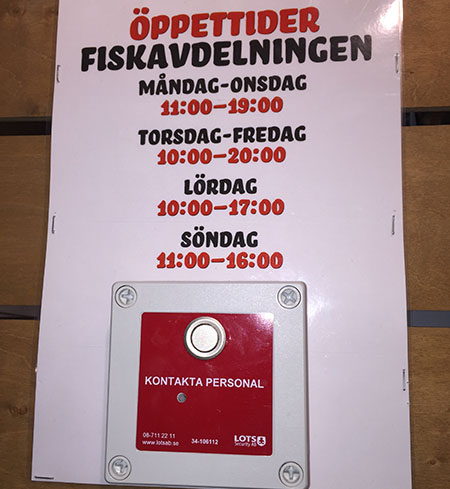 ÖPPETTIDER
FISKAVDELNINGEN
MÅNDAG-ONSDAG
11:00-19:00
TORSDAG-FREDAG
10:00-20:00
LÖRDAG
10:00-17:00
SÖNDAG
11:00-16:00
KONTAKTA PERSONAL
08-711 22 11
www.lotsab.se
34-106112
LOTS
Security AB